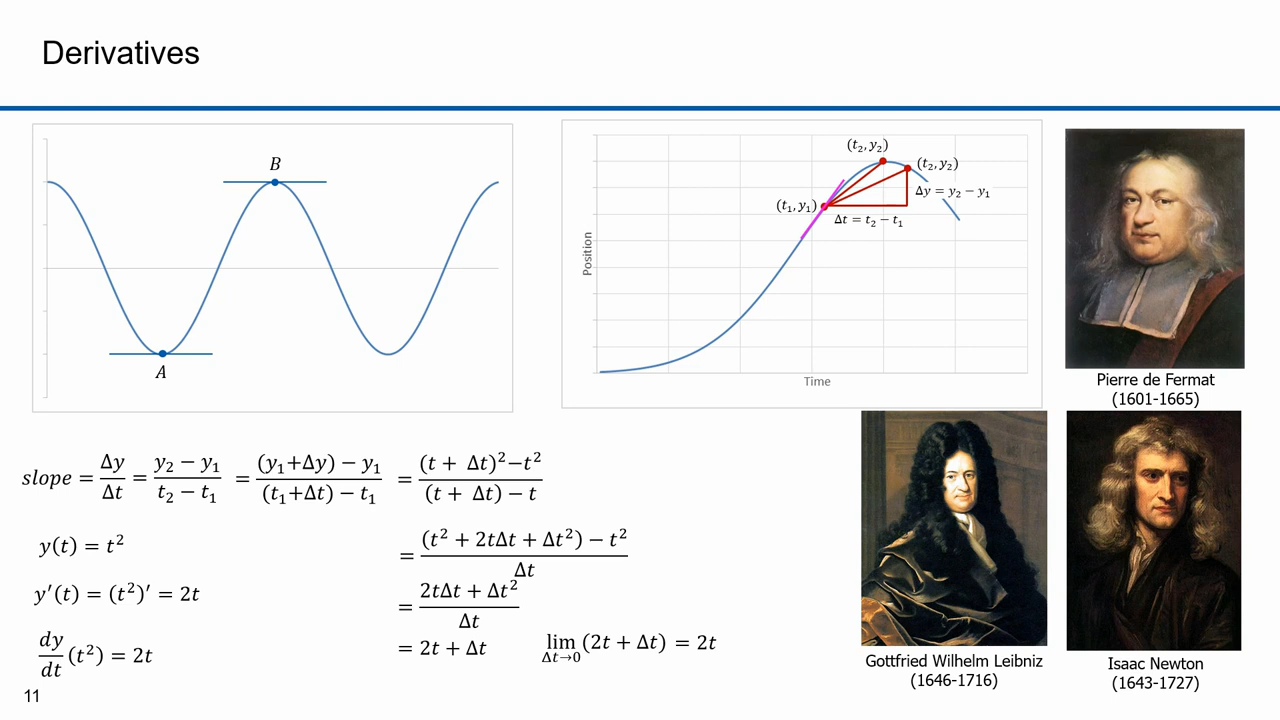 Derivatives
B
A
(t₂, y₂)
(t₂, y₂)
Δy = y₂ − y₁
(t₁, y₁)
Δt = t₂ − t₁
Position
Time
Pierre de Fermat
(1601-1665)
slope = Δy/Δt = (y₂ − y₁)/(t₂ − t₁) = ((y₁+Δy) − y₁)/((t₁+Δt) − t₁) = ((t + Δt)²−t²)/((t + Δt) − t)
y(t) = t²
= ((t² + 2tΔt + Δt²) − t²)/Δt
y′(t) = (t²)′ = 2t
= (2tΔt + Δt²)/Δt
dy/dt (t²) = 2t
= 2t + Δt
lim Δt→0 (2t + Δt) = 2t
Gottfried Wilhelm Leibniz
(1646-1716)
Isaac Newton
(1643-1727)
11